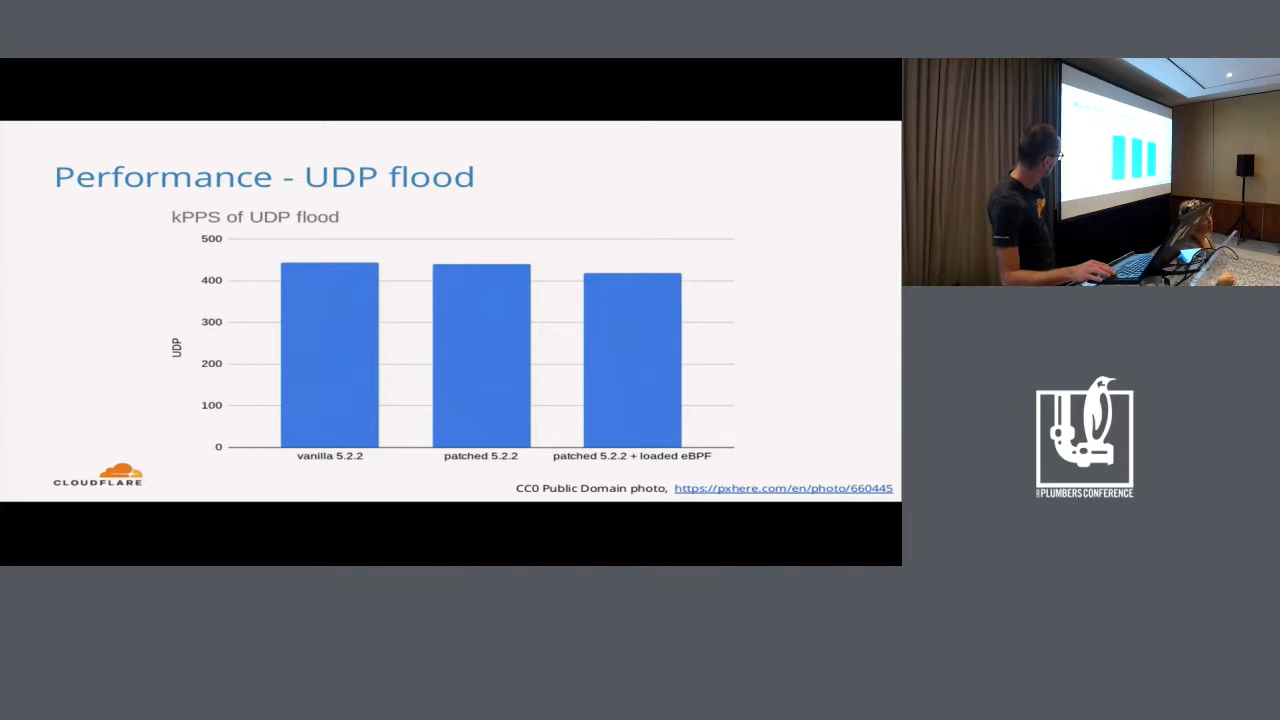 Performance - UDP flood
kPPS of UDP flood
500
400
300
200
100
0
UDP
vanilla 5.2.2
patched 5.2.2
patched 5.2.2 + loaded eBPF
CLOUDFLARE
CC0 Public Domain photo, https://pxhere.com/en/photo/660445
PLUMBERS CONFERENCE